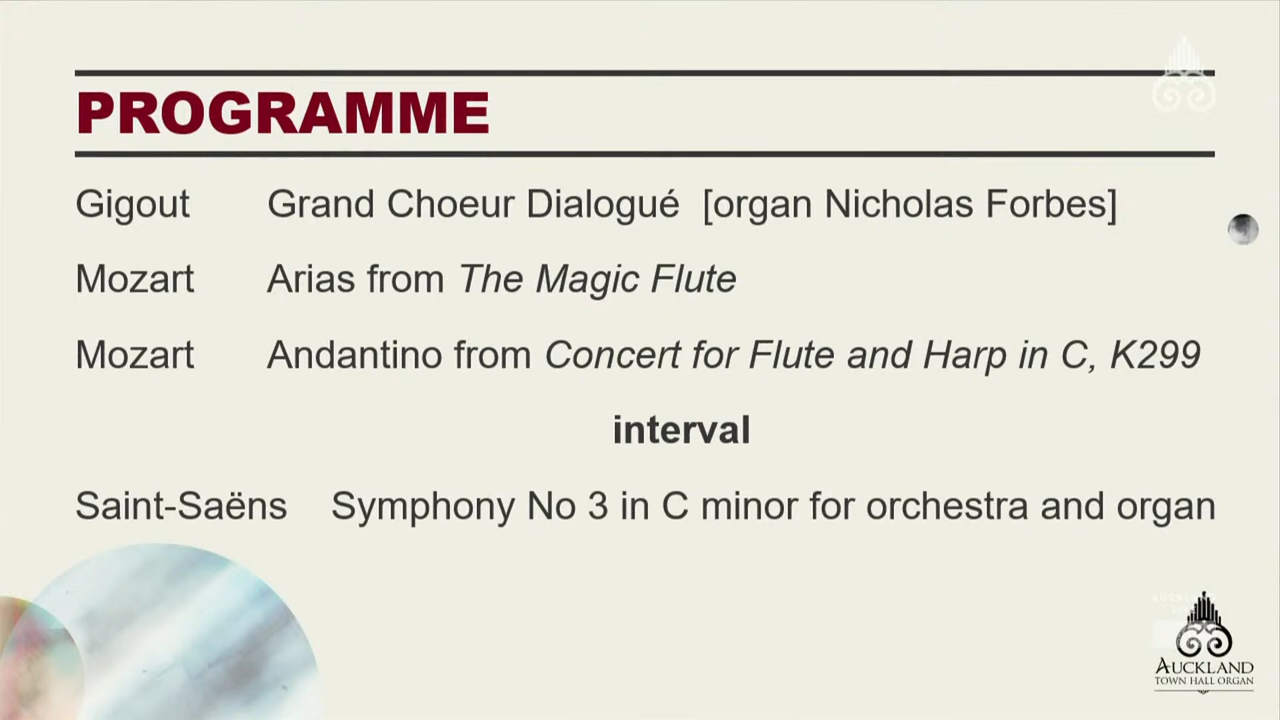 PROGRAMME
Gigout Grand Choeur Dialogué [organ Nicholas Forbes]
Mozart Arias from The Magic Flute
Mozart Andantino from Concert for Flute and Harp in C, K299
interval
Saint-Saëns Symphony No 3 in C minor for orchestra and organ
AUCKLAND
TOWN HALL ORGAN